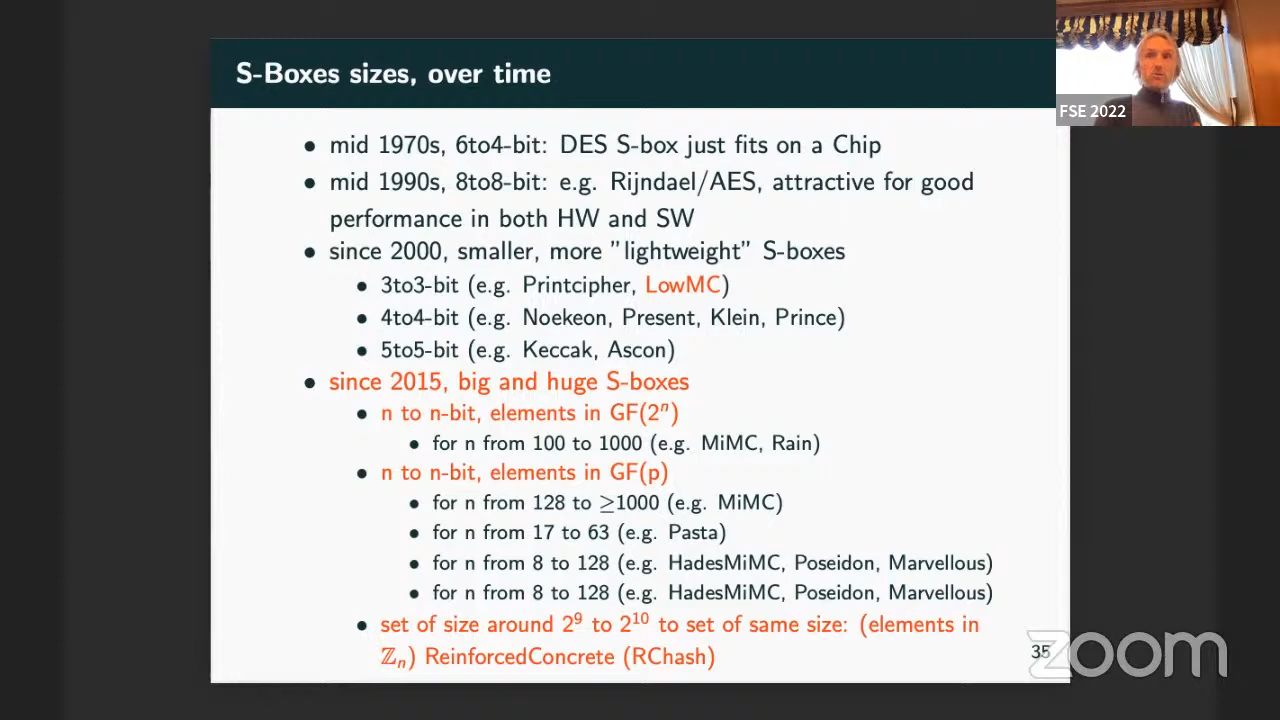 S-Boxes sizes, over time
FSE 2022
• mid 1970s, 6to4-bit: DES S-box just fits on a Chip
• mid 1990s, 8to8-bit: e.g. Rijndael/AES, attractive for good
performance in both HW and SW
• since 2000, smaller, more ”lightweight” S-boxes
• 3to3-bit (e.g. Printcipher, LowMC)
• 4to4-bit (e.g. Noekeon, Present, Klein, Prince)
• 5to5-bit (e.g. Keccak, Ascon)
• since 2015, big and huge S-boxes
• n to n-bit, elements in GF(2ⁿ)
• for n from 100 to 1000 (e.g. MiMC, Rain)
• n to n-bit, elements in GF(p)
• for n from 128 to ≥1000 (e.g. MiMC)
• for n from 17 to 63 (e.g. Pasta)
• for n from 8 to 128 (e.g. HadesMiMC, Poseidon, Marvellous)
• for n from 8 to 128 (e.g. HadesMiMC, Poseidon, Marvellous)
• set of size around 2⁹ to 2¹⁰ to set of same size: (elements in
ℤₙ) ReinforcedConcrete (RChash)
35
zoom